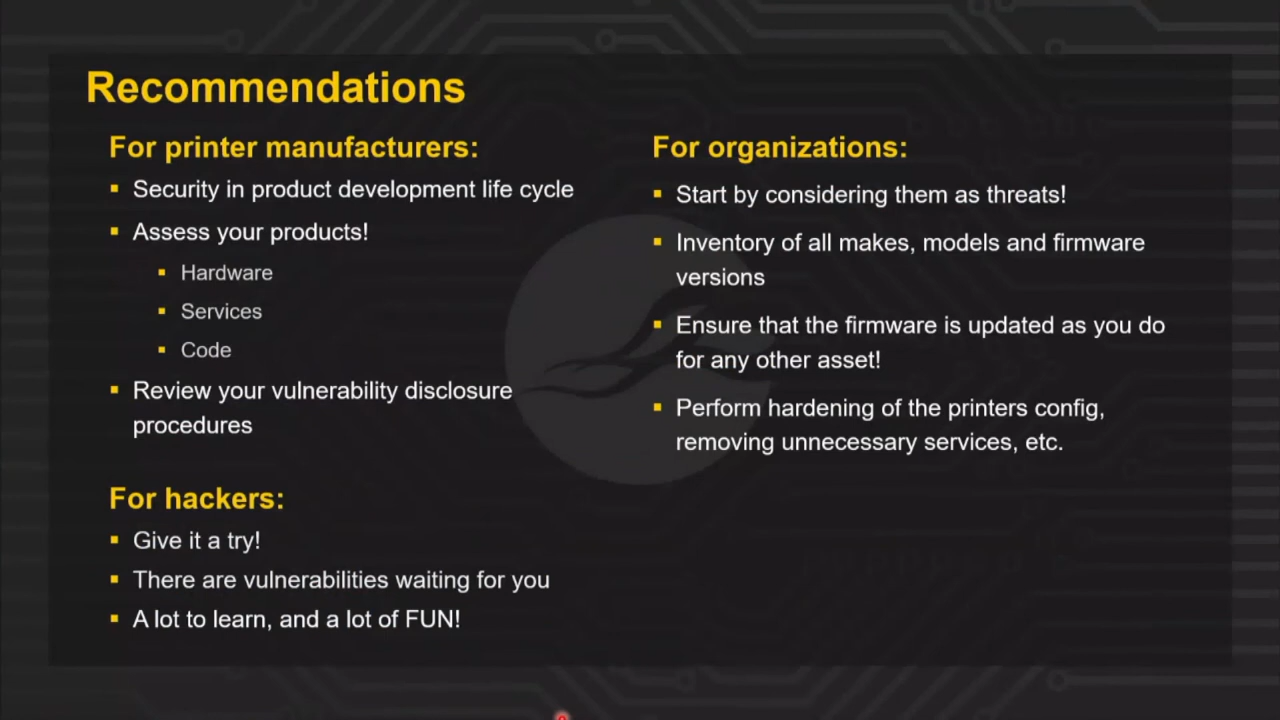 Recommendations
For printer manufacturers:
Security in product development life cycle
Assess your products!
Hardware
Services
Code
Review your vulnerability disclosure
procedures
For hackers:
Give it a try!
There are vulnerabilities waiting for you
A lot to learn, and a lot of FUN!
For organizations:
Start by considering them as threats!
Inventory of all makes, models and firmware
versions
Ensure that the firmware is updated as you do
for any other asset!
Perform hardening of the printers config,
removing unnecessary services, etc.